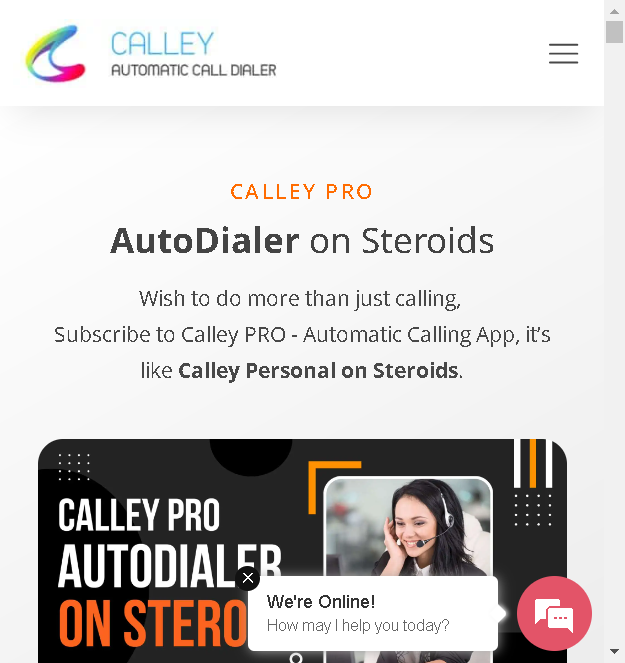 CALLEY
AUTOMATIC CALL DIALER
CALLEY PRO
AutoDialer on Steroids
Wish to do more than just calling,
Subscribe to Calley PRO - Automatic Calling App, it's
like Calley Personal on Steroids.
CALLEY PRO
AUTODIALER
ON STERO
We're Online!
How may I help you today?